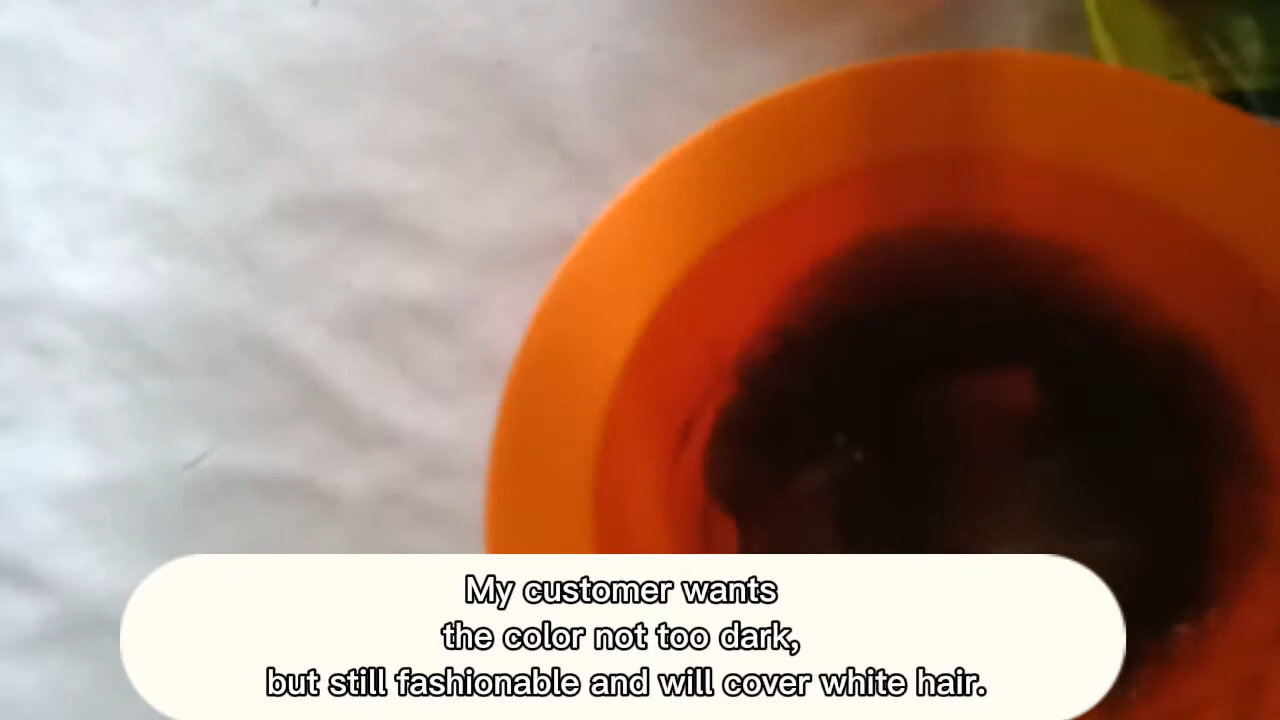 My customer wants
the color not too dark,
but still fashionable and will cover white hair.